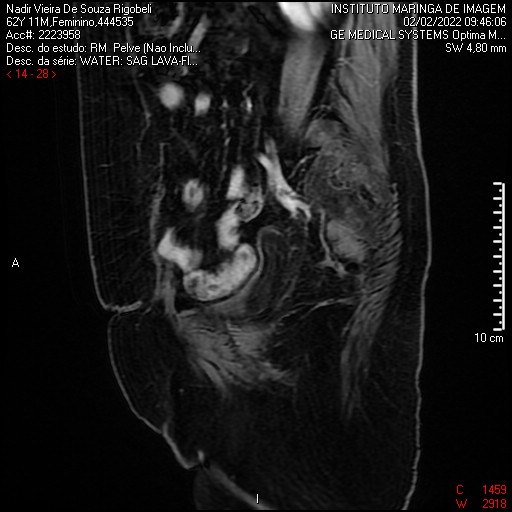 Nadir Vieira De Souza Rigobeli
62Y 11M,Feminino,444535
Acc#: 2223958
Desc. do estudo: RM  Pelve (Nao Inclu...
Desc. da série: WATER: SAG LAVA-Fl...
< 14 - 28 >
INSTITUTO MARINGA DE IMAGEM
02/02/2022 09:46:06
GE MEDICAL SYSTEMS Optima M...
SW 4,80 mm
A
10 cm
I
C 1459
W 2918